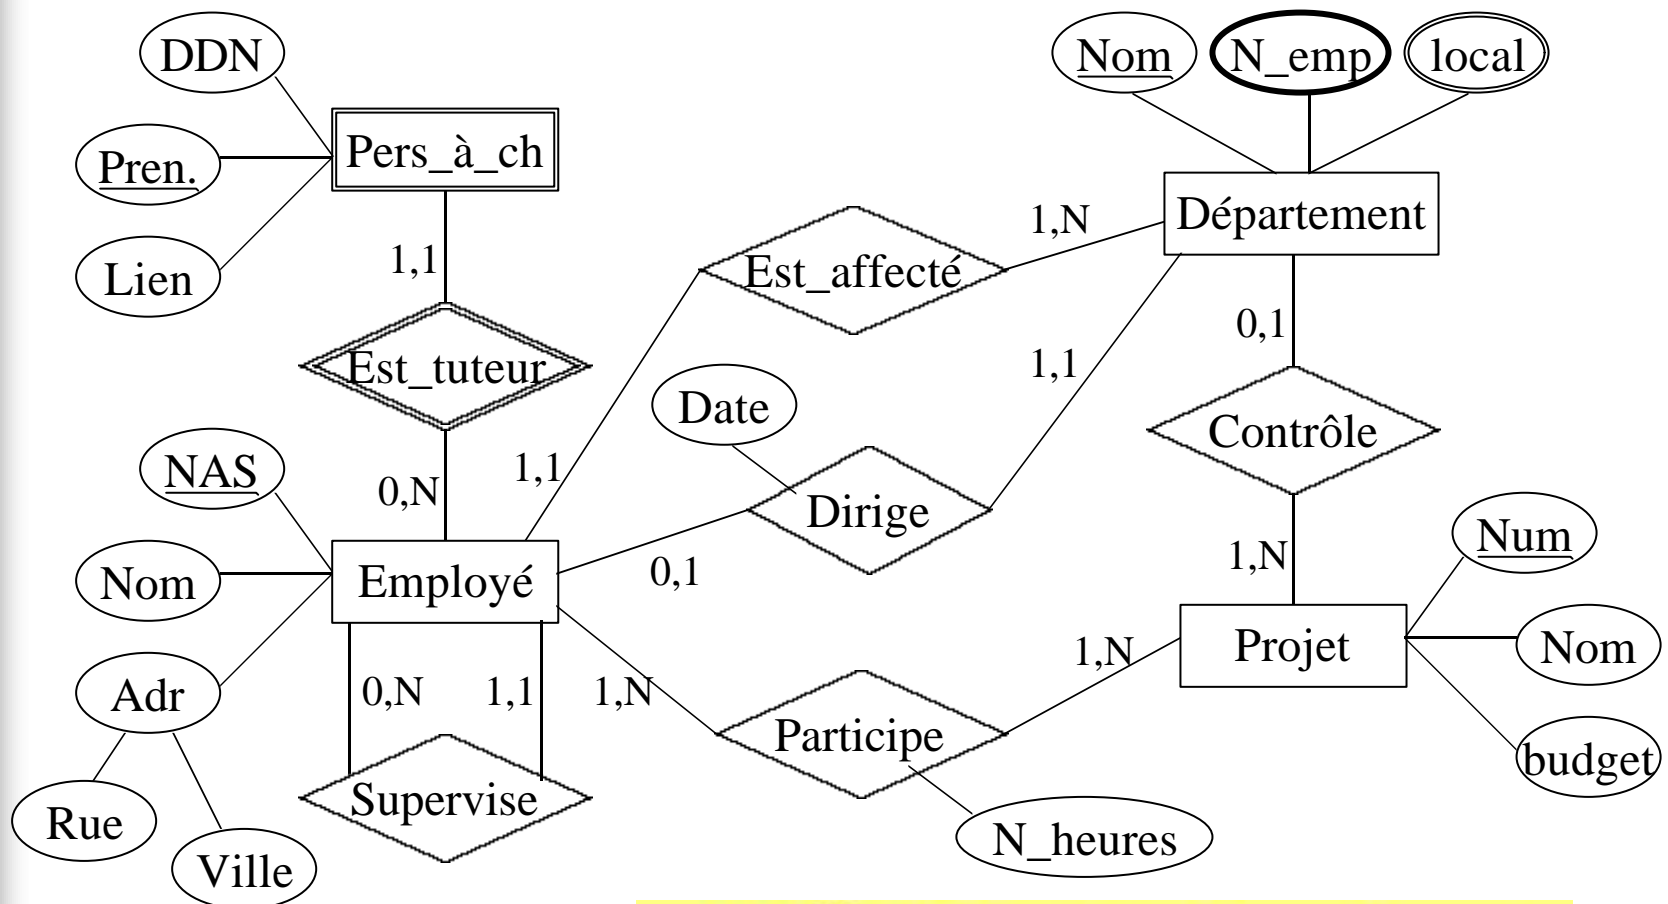 DDN
Nom
N_emp
local
Pren.
Pers_à_ch
Lien
Département
1,N
1,1
Est_affecté
0,1
Est_tuteur
1,1
Date
Contrôle
NAS
0,N
1,1
Dirige
Num
1,N
Nom
Employé
0,1
Projet
Nom
Adr
0,N
1,1
1,N
1,N
Participe
budget
Rue
Supervise
N_heures
Ville